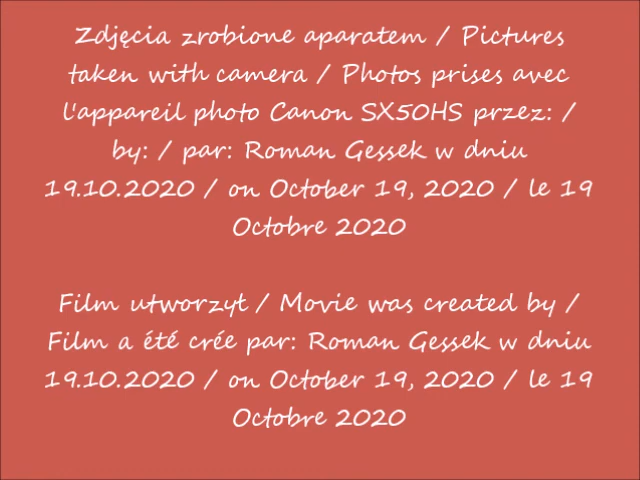 Zdjęcia zrobione aparatem / Pictures
taken with camera / Photos prises avec
l'appareil photo Canon SX50HS przez: /
by: / par: Roman Gessek w dniu
19.10.2020 / on October 19, 2020 / le 19
Octobre 2020
Film utworzyt / Movie was created by /
Film a été crée par: Roman Gessek w dniu
19.10.2020 / on October 19, 2020 / le 19
Octobre 2020